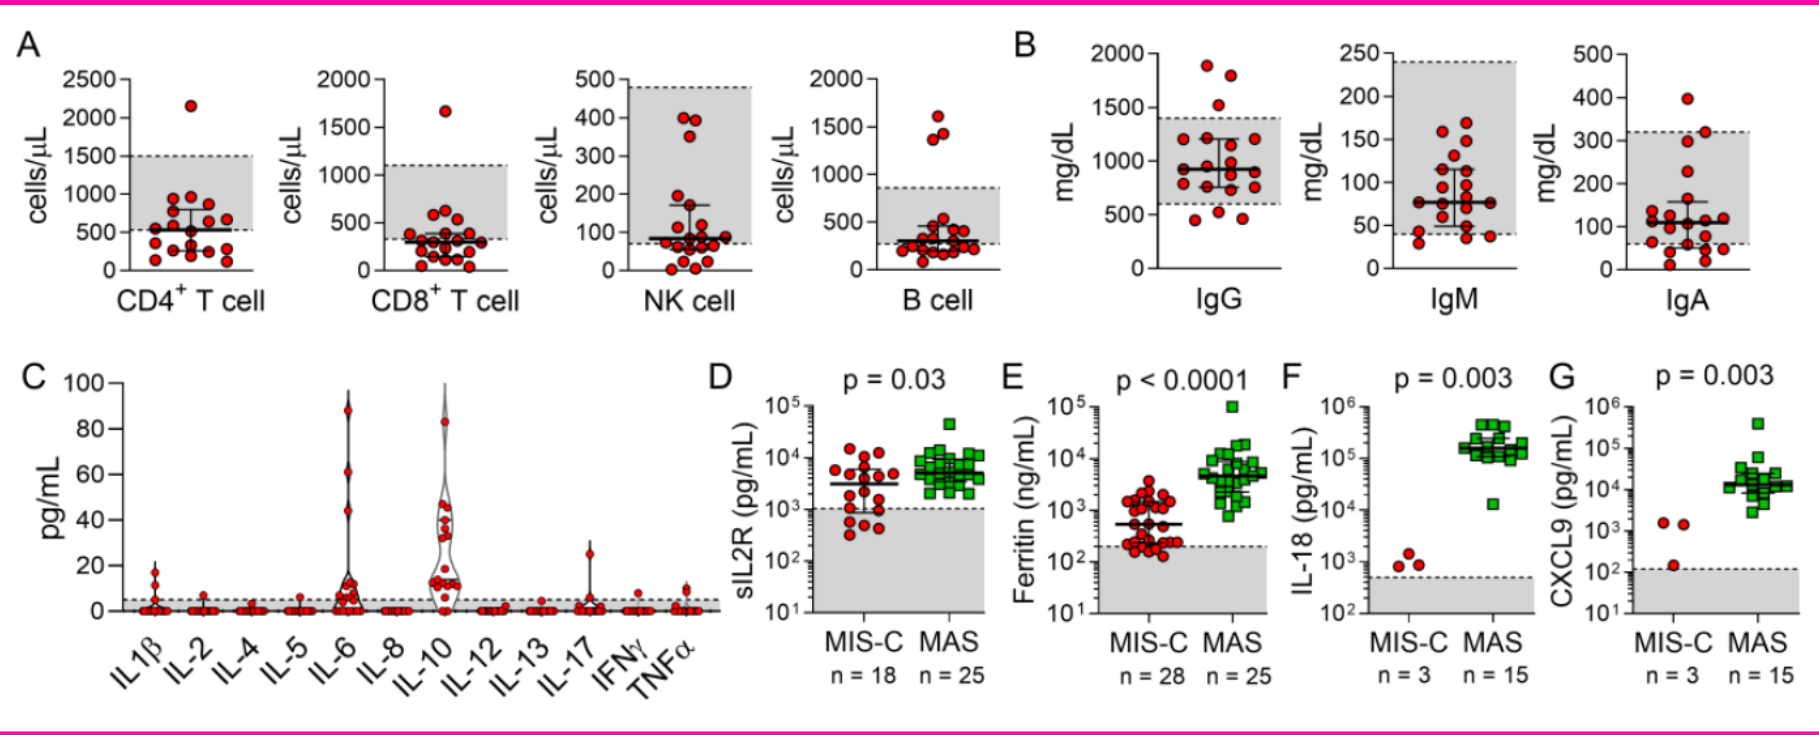 A
B
cells/µL
2500
2000
1500
1000
500
0
CD4+ T cell
cells/µL
2000
1500
1000
500
0
CD8+ T cell
cells/µL
500
400
300
200
100
0
NK cell
cells/µL
2000
1500
1000
500
0
B cell
mg/dL
2000
1500
1000
500
0
IgG
mg/dL
250
200
150
100
50
0
IgM
mg/dL
500
400
300
200
100
0
IgA
C
pg/mL
100
80
60
40
20
0
IL1β
IL-2
IL-4
IL-5
IL-6
IL-8
IL-10
IL-12
IL-13
IL-17
IFNγ
TNFα
D
p = 0.03
sIL2R (pg/mL)
10^5
10^4
10^3
10^2
10^1
MIS-C MAS
n = 18 n = 25
E
p < 0.0001
Ferritin (ng/mL)
10^5
10^4
10^3
10^2
10^1
MIS-C MAS
n = 28 n = 25
F
p = 0.003
IL-18 (pg/mL)
10^6
10^5
10^4
10^3
10^2
MIS-C MAS
n = 3 n = 15
G
p = 0.003
CXCL9 (pg/mL)
10^6
10^5
10^4
10^3
10^2
10^1
MIS-C MAS
n = 3 n = 15